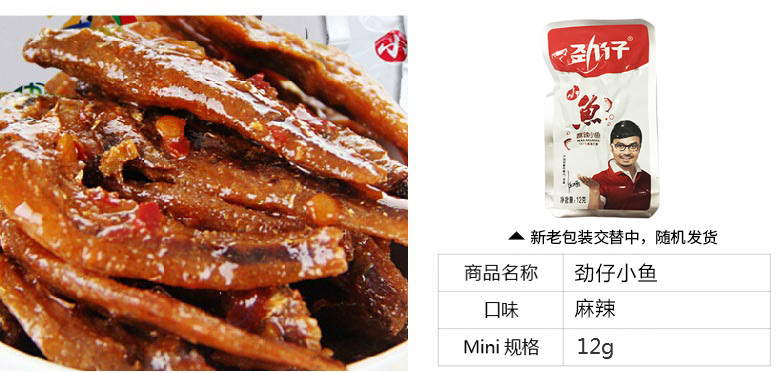 小
劲仔
小
魚
麻辣小鱼
净含量:12克
新老包装交替中，随机发货
商品名称 劲仔小鱼
口味 麻辣
Mini 规格 12g